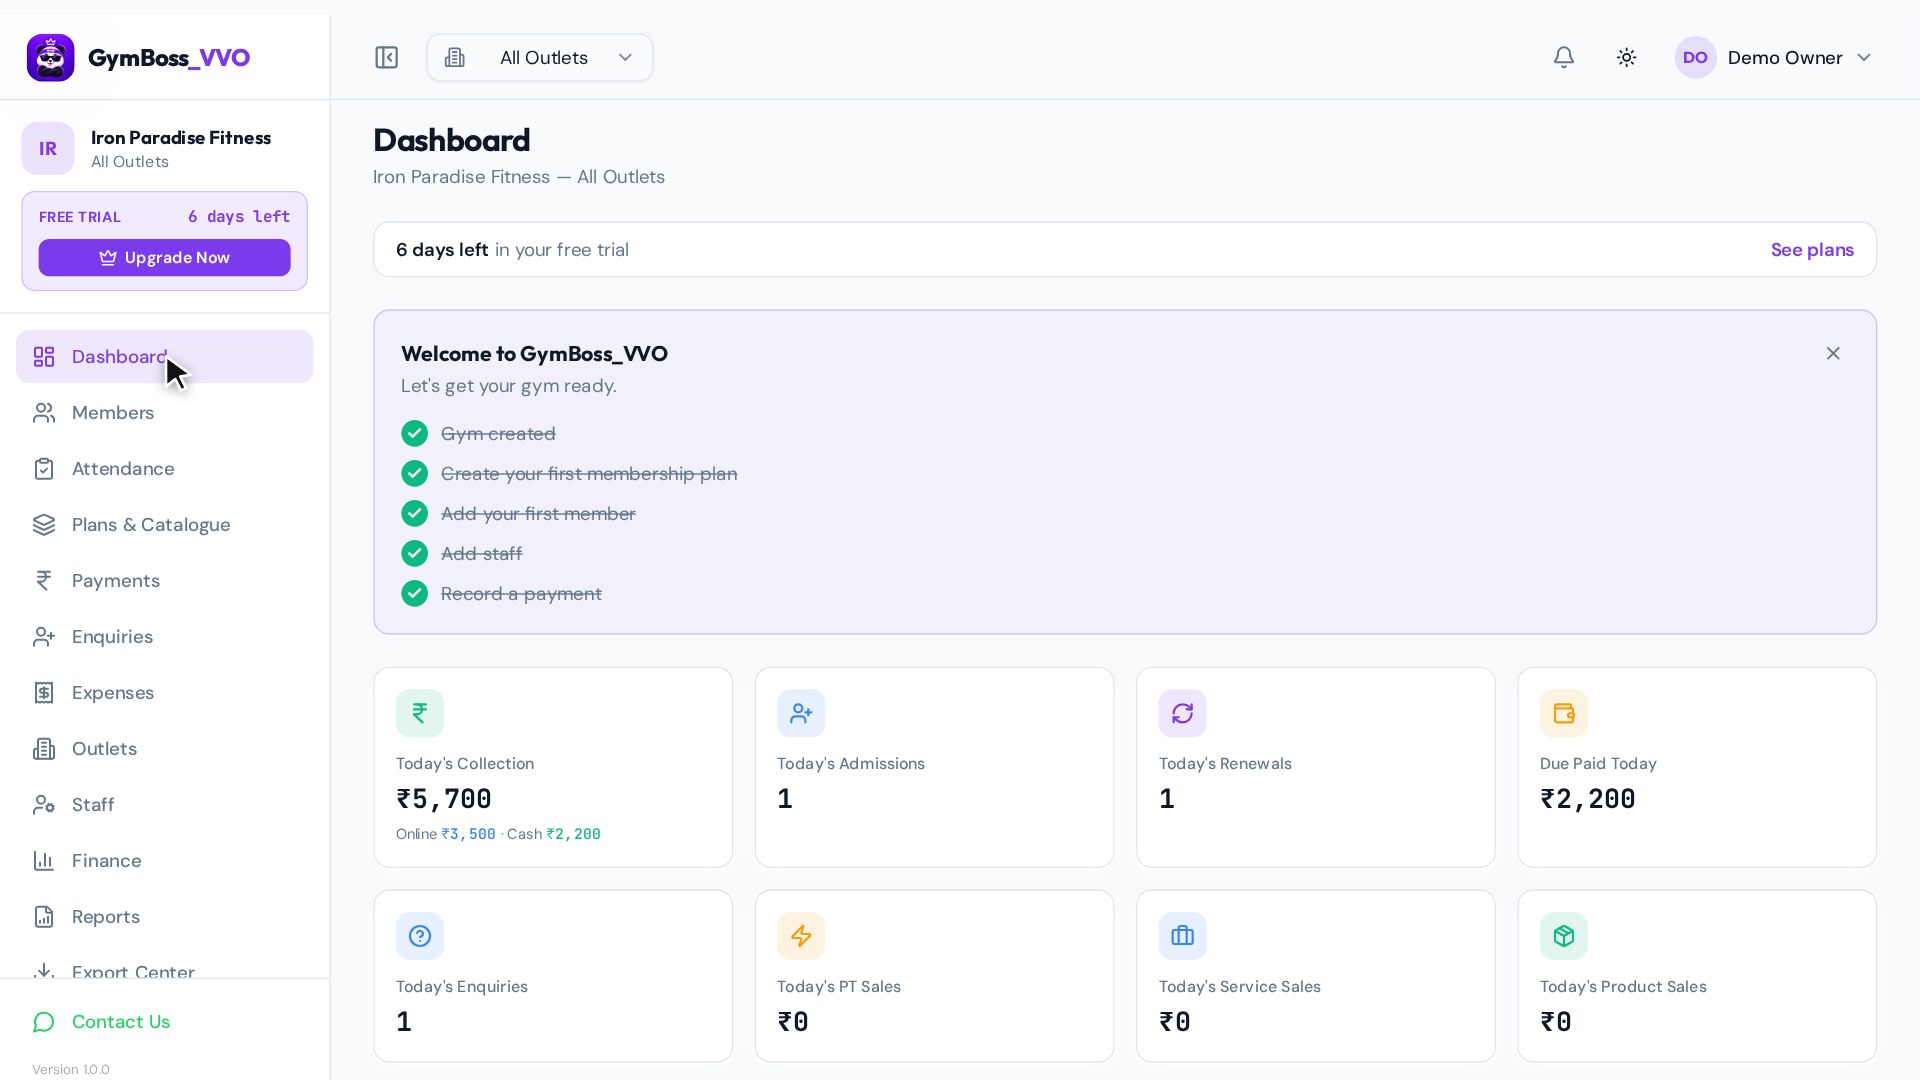 GymBoss_VVO
All Outlets
DO
Demo Owner
IR
Iron Paradise Fitness
All Outlets
FREE TRIAL
6 days left
Upgrade Now
Dashboard
Members
Attendance
Plans & Catalogue
Payments
Enquiries
Expenses
Outlets
Staff
Finance
Reports
Export Center
Contact Us
Version 1.0.0
Dashboard
Iron Paradise Fitness — All Outlets
6 days left in your free trial
See plans
Welcome to GymBoss_VVO
Let's get your gym ready.
Gym created
Create your first membership plan
Add your first member
Add staff
Record a payment
Today's Collection
₹5,700
Online ₹3,500 · Cash ₹2,200
Today's Admissions
1
Today's Renewals
1
Due Paid Today
₹2,200
Today's Enquiries
1
Today's PT Sales
₹0
Today's Service Sales
₹0
Today's Product Sales
₹0